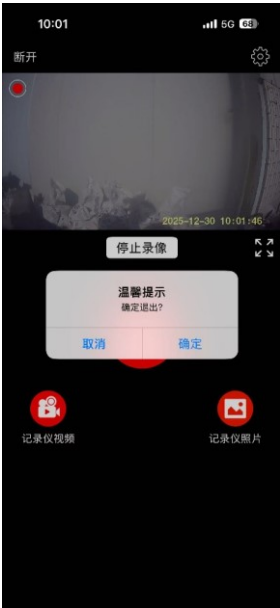 10:01
5G 68
断开
2025-12-30 10:01:46
停止录像
温馨提示
确定退出?
取消
确定
记录仪视频
记录仪照片